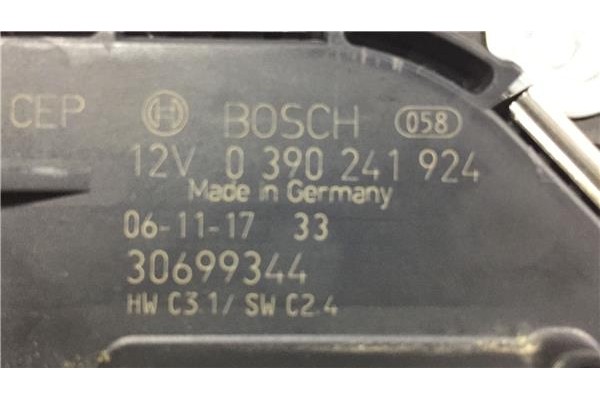 CEP BOSCH 058
12V 0 390 241 924
Made in Germany
06-11-17 33
30699344
HW C3.1/ SW C2.4